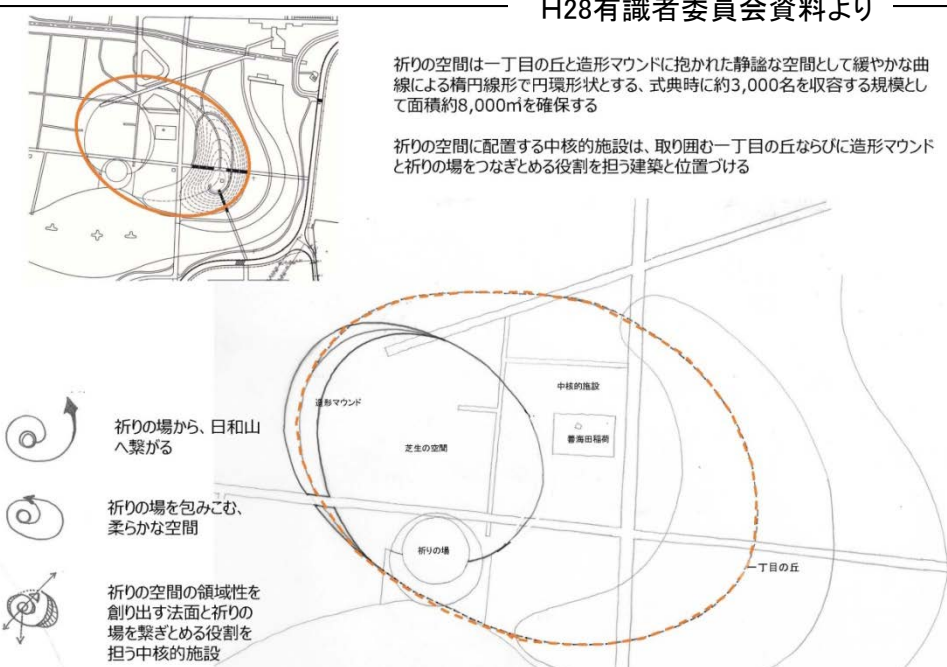 H28有識者委員会資料より
祈りの空間は一丁目の丘と造形マウンドに抱かれた静謐な空間として緩やかな曲
線による楕円線形で円環形状とする、式典時に約3,000名を収容する規模とし
て面積約8,000㎡を確保する
祈りの空間に配置する中核的施設は、取り囲む一丁目の丘ならびに造形マウンド
と祈りの場をつなぎとめる役割を担う建築と位置づける
中核的施設
造形マウンド
芝生の空間
善海田稲荷
祈りの場
一丁目の丘
祈りの場から、日和山
へ繋がる
祈りの場を包みこむ、
柔らかな空間
祈りの空間の領域性を
創り出す法面と祈りの
場を繋ぎとめる役割を
担う中核的施設